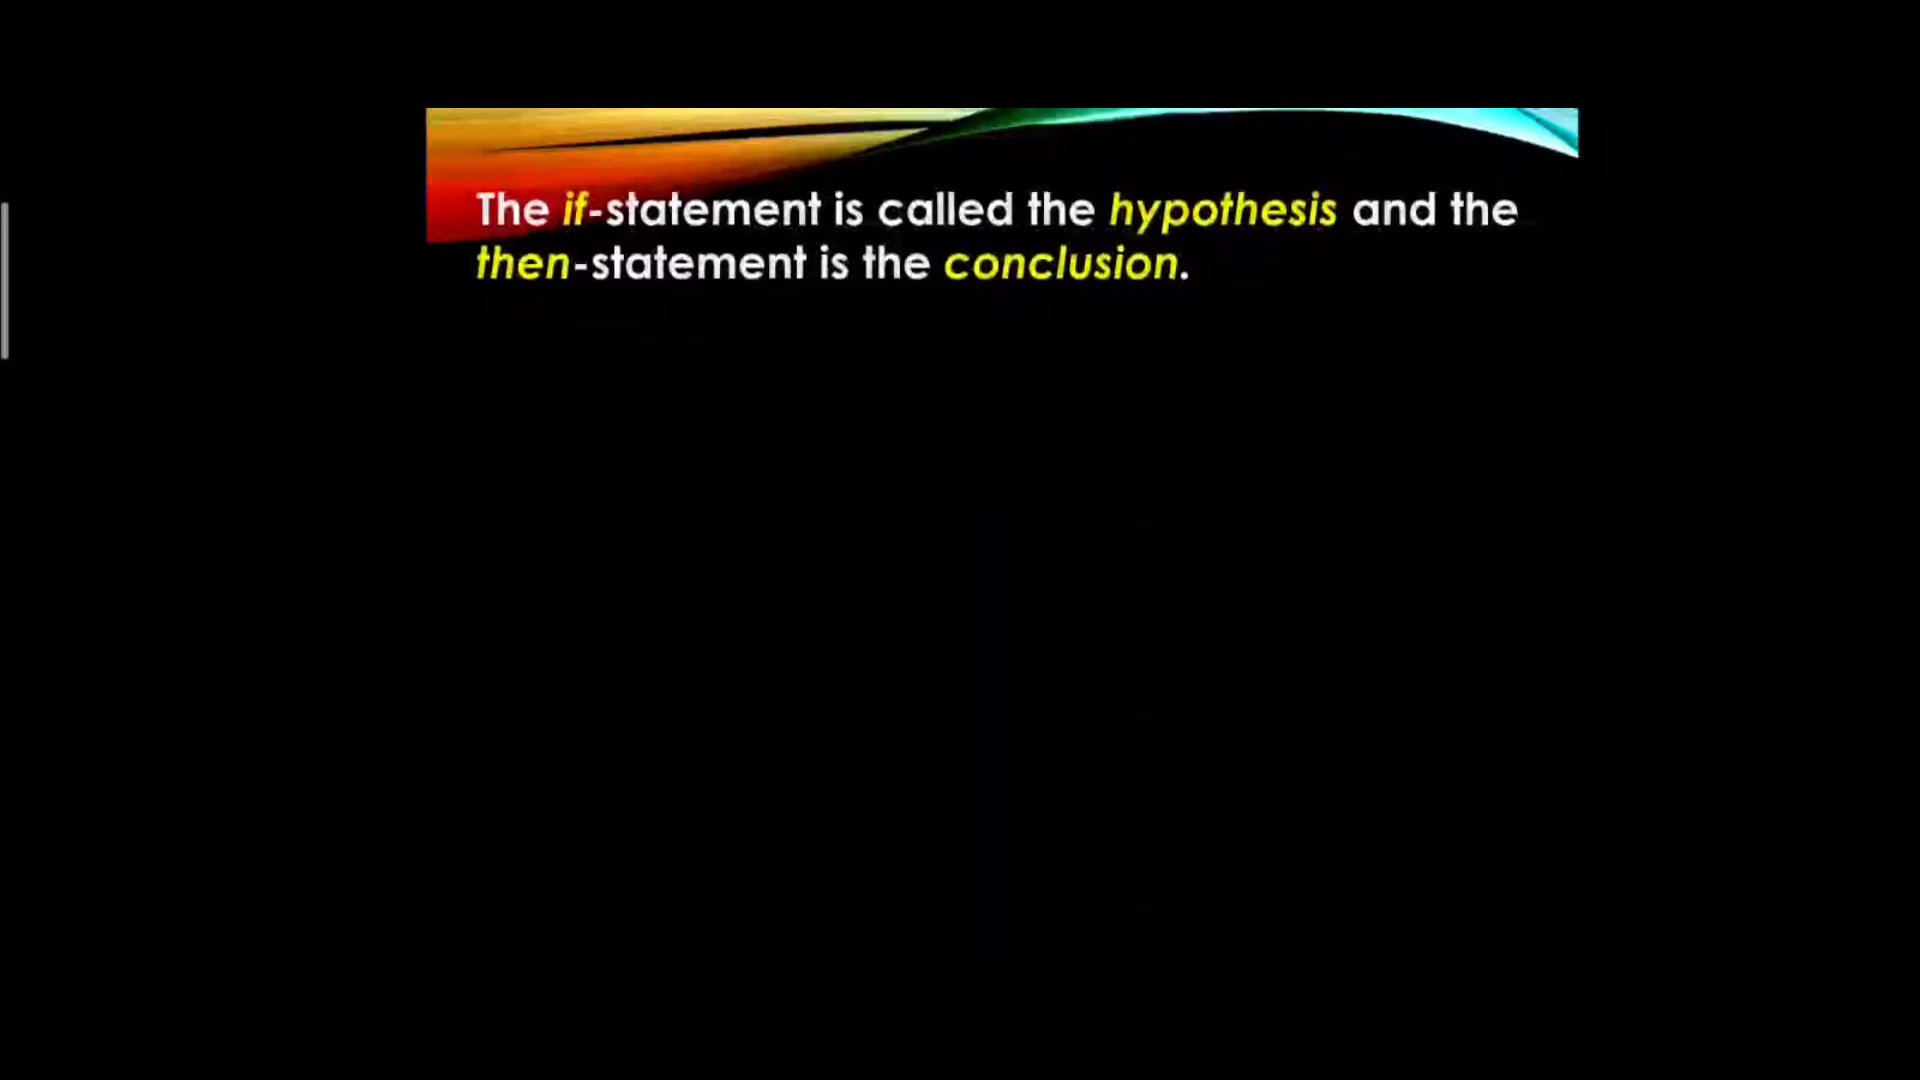 The if-statement is called the hypothesis and the
then-statement is the conclusion.